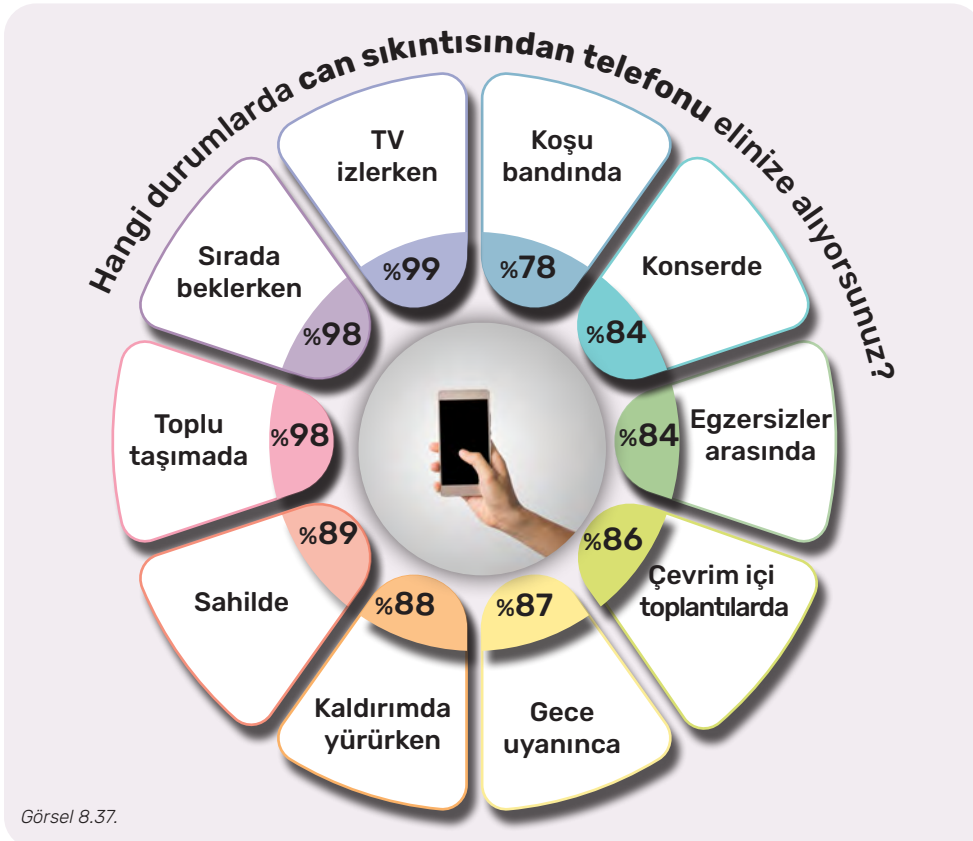 Hangi durumlarda can sıkıntısından telefonu elinize alıyorsunuz?
TV
izlerken
%99
Koşu
bandında
%78
Konserde
%84
Egzersizler
arasında
%84
Çevrim içi
toplantılarda
%86
Gece
uyanınca
%87
Kaldırımda
yürürken
%88
Sahilde
%89
Toplu
taşımada
%98
Sırada
beklerken
%98
Görsel 8.37.